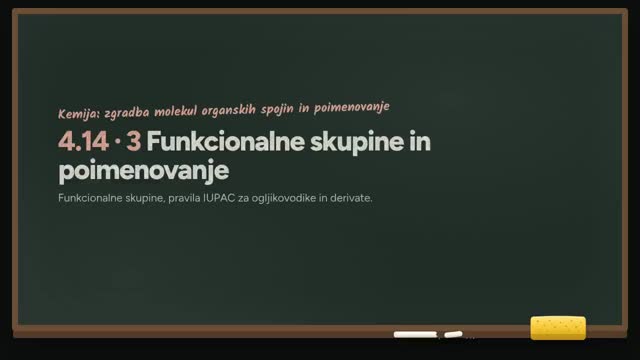 Kemija: zgradba molekul organskih spojin in poimenovanje
4.14 · 3 Funkcionalne skupine in
poimenovanje
Funkcionalne skupine, pravila IUPAC za ogljikovodike in derivate.